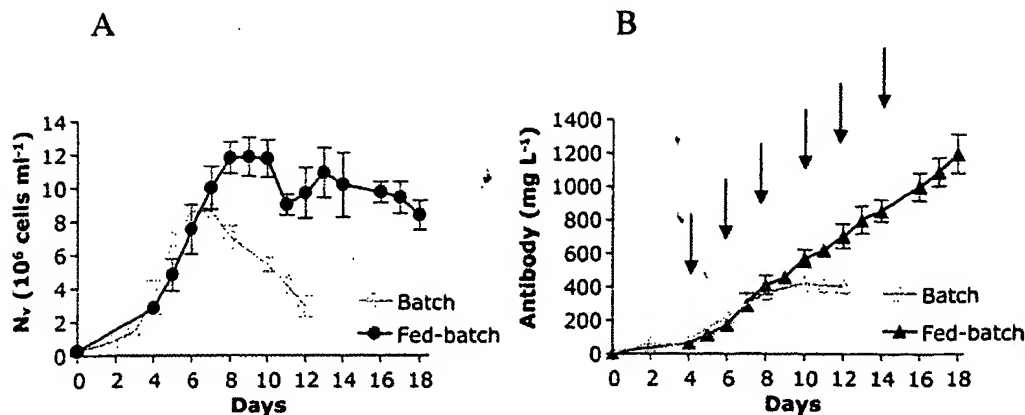 A
N_v (10⁶ cells ml⁻¹)
14
12
10
8
6
4
2
0
0 2 4 6 8 10 12 14 16 18
Days
Batch
Fed-batch
B
Antibody (mg L⁻¹)
1400
1200
1000
800
600
400
200
0
0 2 4 6 8 10 12 14 16 18
Days
Batch
Fed-batch